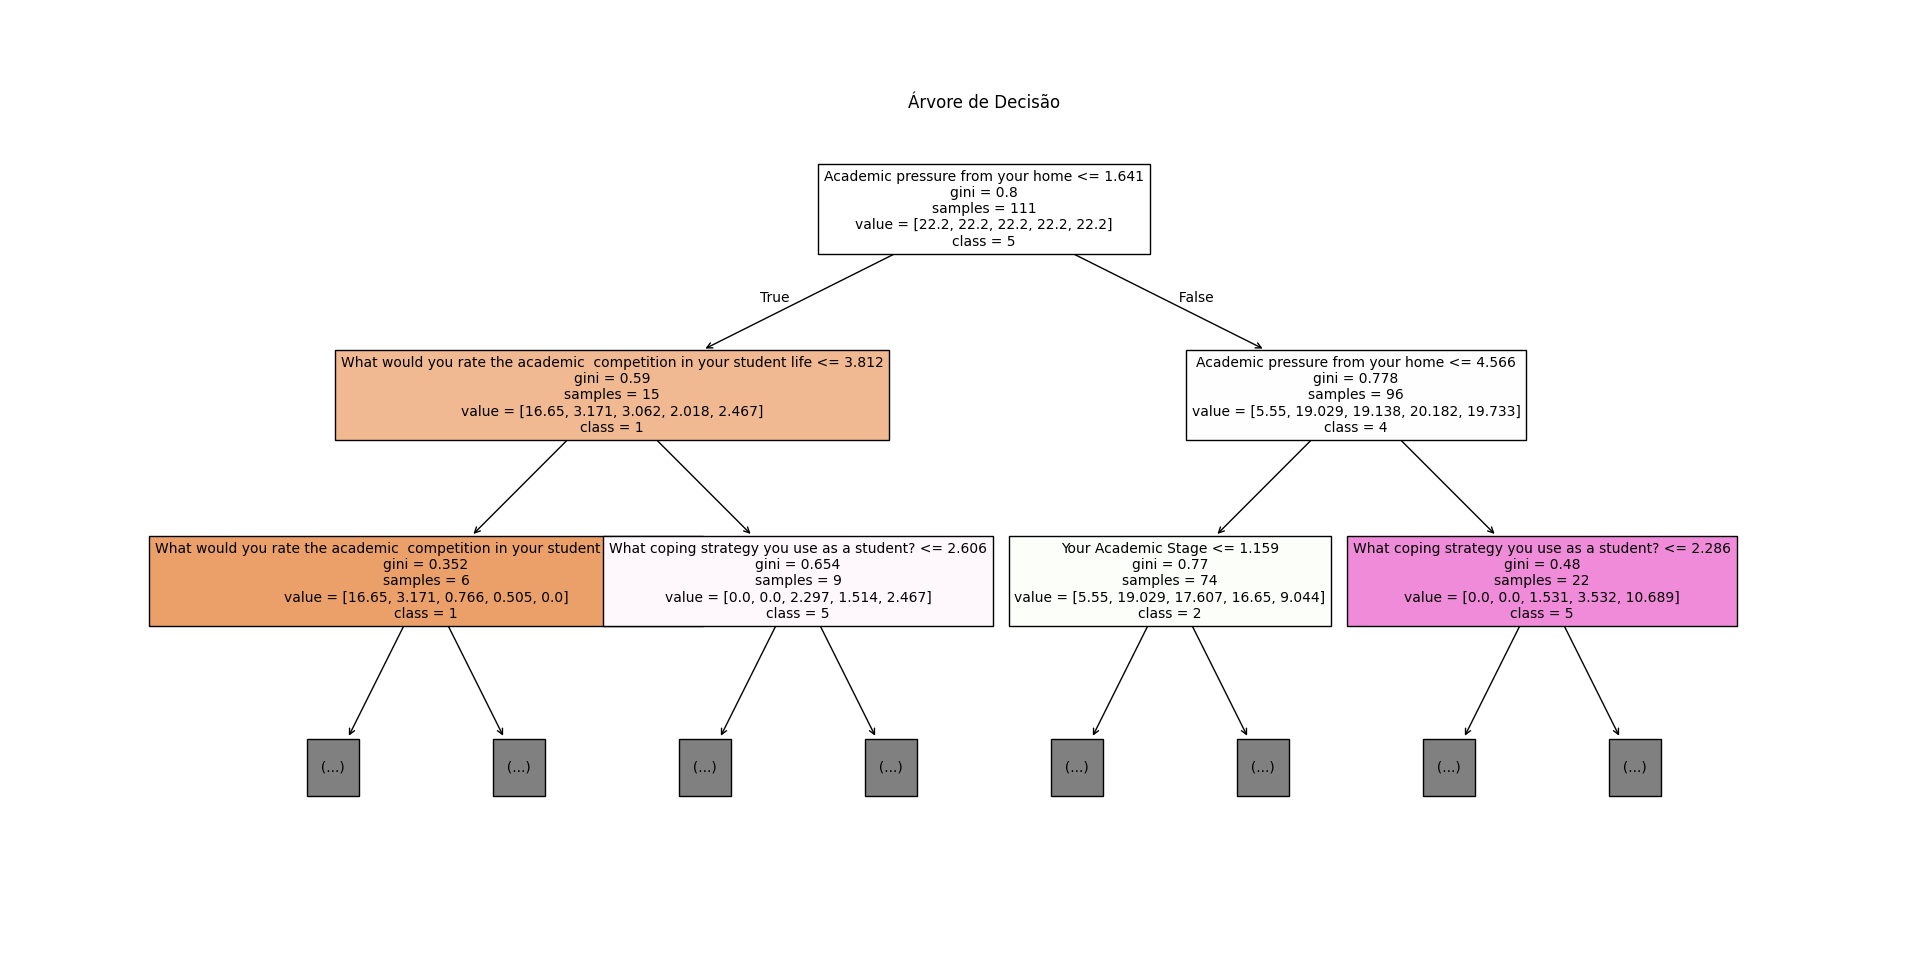 Árvore de Decisão
Academic pressure from your home <= 1.641
gini = 0.8
samples = 111
value = [22.2, 22.2, 22.2, 22.2, 22.2]
class = 5
True
False
What would you rate the academic  competition in your student life <= 3.812
gini = 0.59
samples = 15
value = [16.65, 3.171, 3.062, 2.018, 2.467]
class = 1
Academic pressure from your home <= 4.566
gini = 0.778
samples = 96
value = [5.55, 19.029, 19.138, 20.182, 19.733]
class = 4
What would you rate the academic  competition in your student
gini = 0.352
samples = 6
value = [16.65, 3.171, 0.766, 0.505, 0.0]
class = 1
What coping strategy you use as a student? <= 2.606
gini = 0.654
samples = 9
value = [0.0, 0.0, 2.297, 1.514, 2.467]
class = 5
Your Academic Stage <= 1.159
gini = 0.77
samples = 74
value = [5.55, 19.029, 17.607, 16.65, 9.044]
class = 2
What coping strategy you use as a student? <= 2.286
gini = 0.48
samples = 22
value = [0.0, 0.0, 1.531, 3.532, 10.689]
class = 5
(...)
(...)
(...)
(...)
(...)
(...)
(...)
(...)